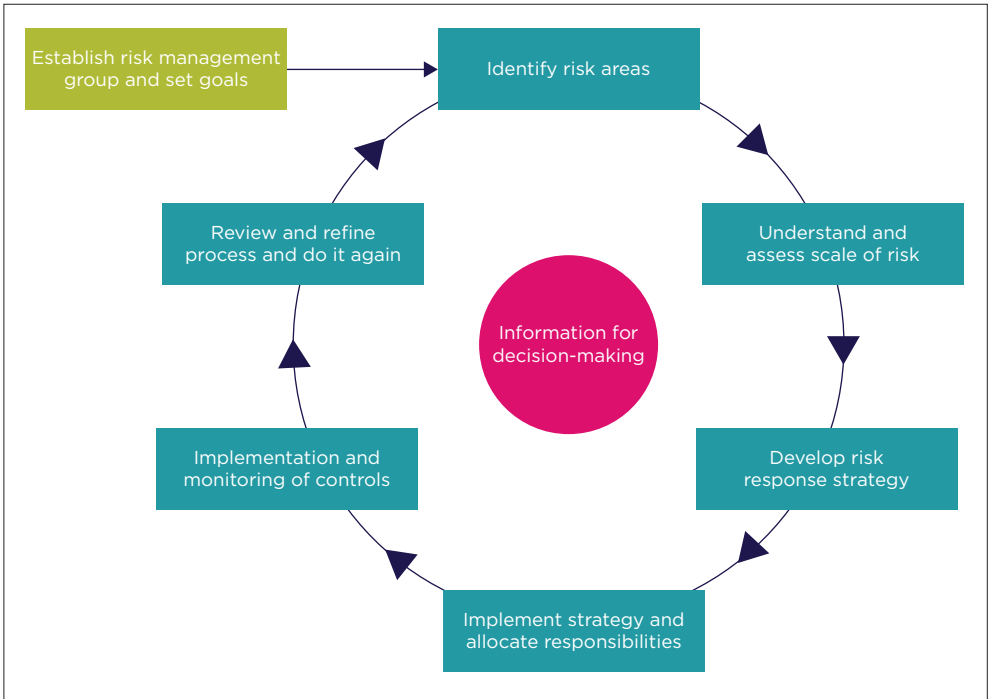 Establish risk management
group and set goals
Identify risk areas
Understand and
assess scale of risk
Develop risk
response strategy
Implement strategy and
allocate responsibilities
Implementation and
monitoring of controls
Review and refine
process and do it again
Information for
decision-making